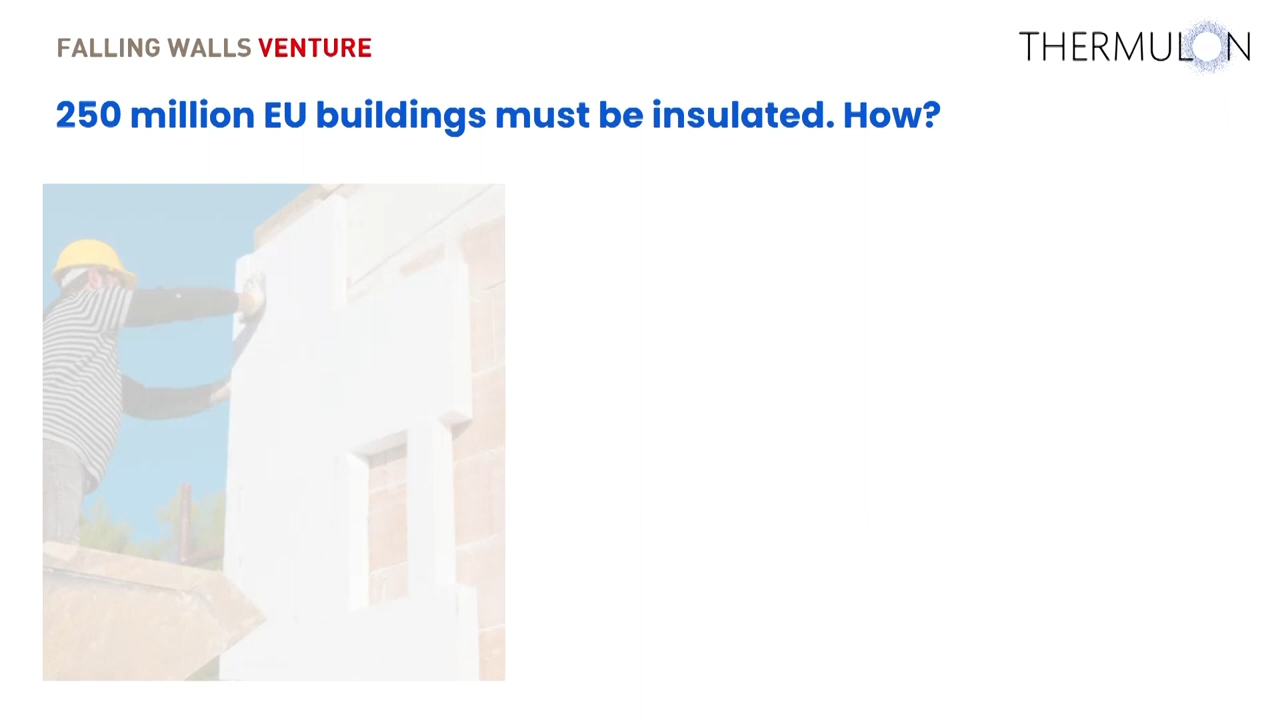 FALLING WALLS VENTURE
THERMULON
250 million EU buildings must be insulated. How?